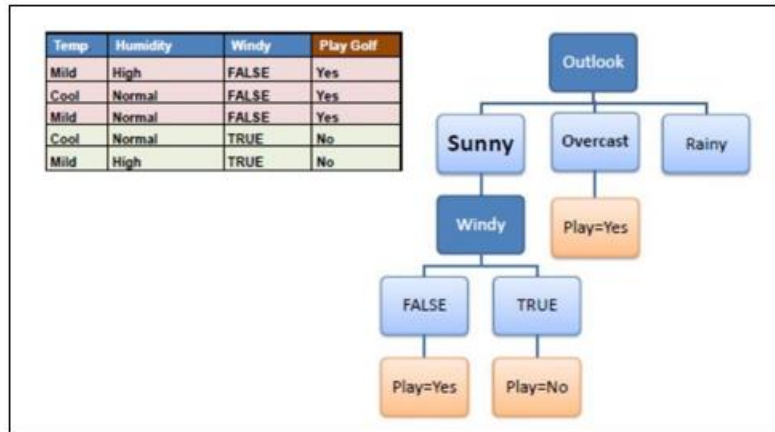 Temp Humidity Windy Play Golf
Mild High FALSE Yes
Cool Normal FALSE Yes
Mild Normal FALSE Yes
Cool Normal TRUE No
Mild High TRUE No
Outlook
Sunny Overcast Rainy
Windy Play=Yes
FALSE TRUE
Play=Yes Play=No